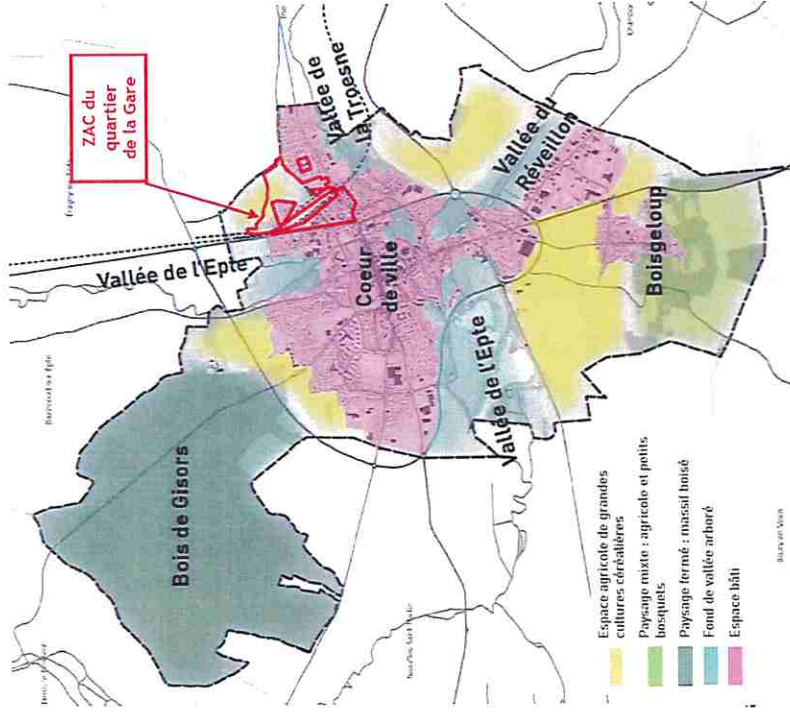 ZAC du
quartier
de la Gare
Vallée de
la Troesne
Vallée de l'Epte
Coeur
de ville
Vallée du
Réveillon
Bois de Gisors
Vallée de l'Epte
Boisgeloup
Espace agricole de grandes
cultures céréalières
Paysage mixte : agricole et petits
bosquets
Paysage fermé : massif boisé
Fond de vallée arboré
Espace bâti